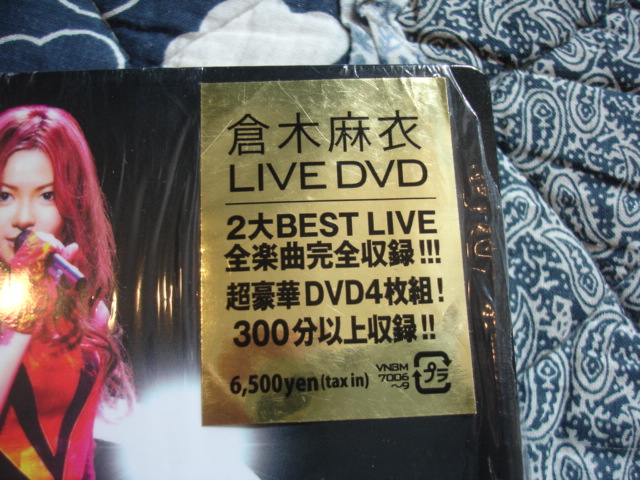 倉木麻衣
LIVE DVD
2大BEST LIVE
全楽曲完全収録!!!
超豪華DVD4枚組!
300分以上収録!!
6,500yen(tax in)
VNBM
7006
～9
プラ